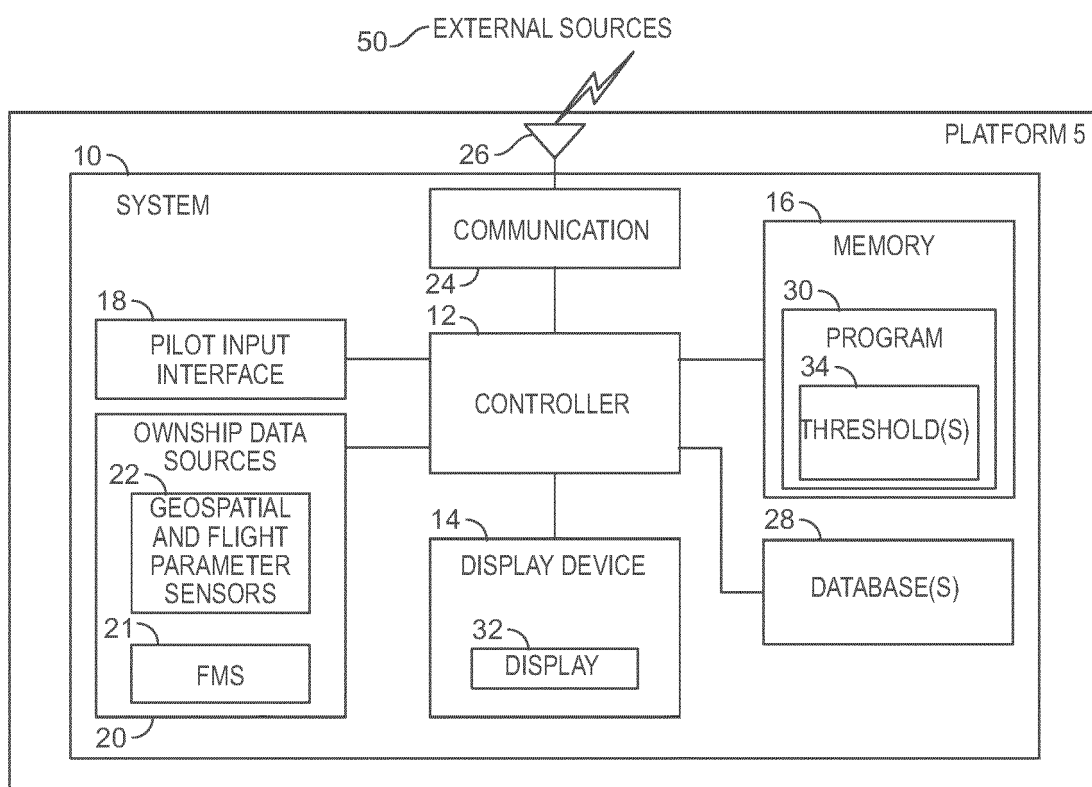 50 EXTERNAL SOURCES
PLATFORM 5
26
10
SYSTEM
COMMUNICATION
24
16
MEMORY
30
PROGRAM
34
THRESHOLD(S)
18
PILOT INPUT
INTERFACE
12
CONTROLLER
OWNSHIP DATA
SOURCES
22
GEOSPATIAL
AND FLIGHT
PARAMETER
SENSORS
21
FMS
20
14
DISPLAY DEVICE
32
DISPLAY
28
DATABASE(S)